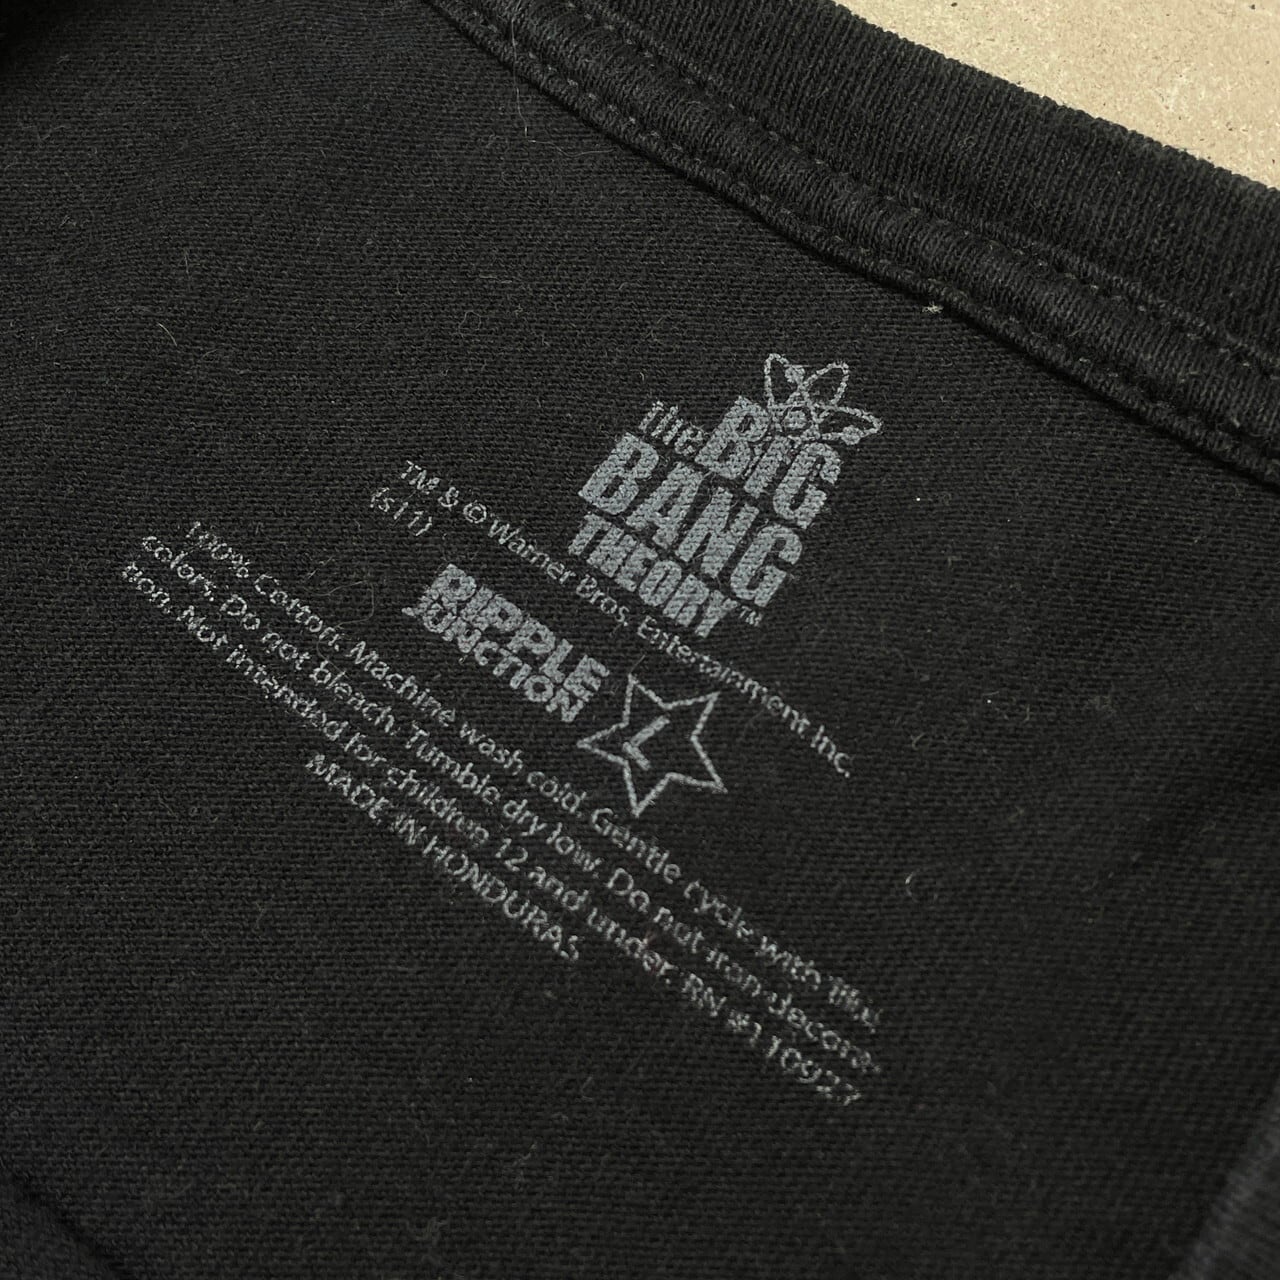 The BIG
BANG
THEORY™
TM & © Warner Bros. Entertainment Inc.
(s11)
RIPPLE
JUNCTION
L
100% Cotton. Machine wash cold. Gentle cycle with like
colors. Do not bleach. Tumble dry low. Do not iron decora-
tion. Not intended for children 12 and under. RN #110927
MADE IN HONDURAS